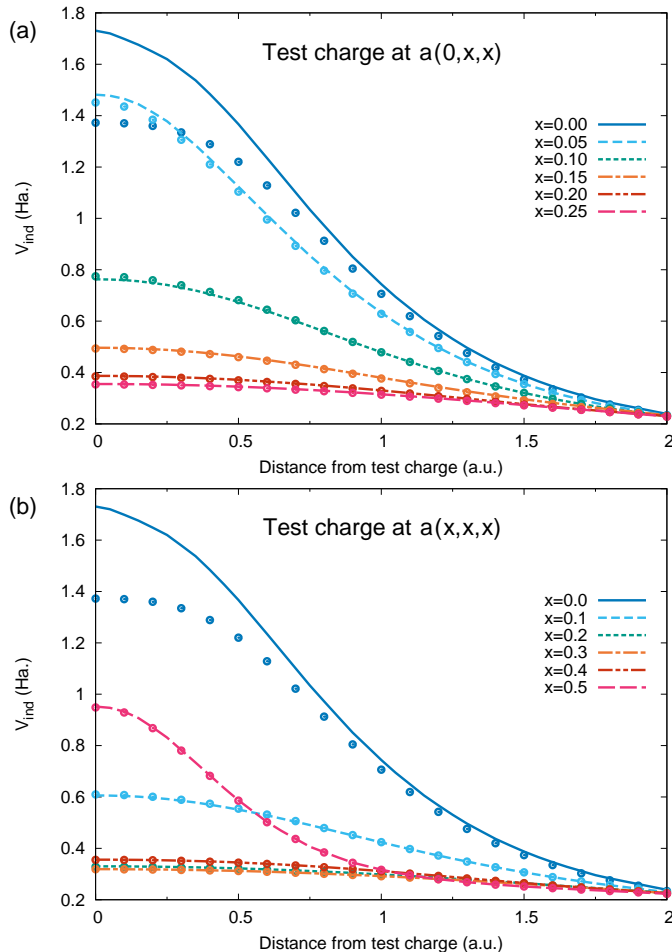 (a)
Test charge at a(0,x,x)
x=0.00
x=0.05
x=0.10
x=0.15
x=0.20
x=0.25
1.8
1.6
1.4
1.2
1
0.8
0.6
0.4
0.2
V_ind (Ha.)
0 0.5 1 1.5 2
Distance from test charge (a.u.)
(b)
Test charge at a(x,x,x)
x=0.0
x=0.1
x=0.2
x=0.3
x=0.4
x=0.5
1.8
1.6
1.4
1.2
1
0.8
0.6
0.4
0.2
V_ind (Ha.)
0 0.5 1 1.5 2
Distance from test charge (a.u.)